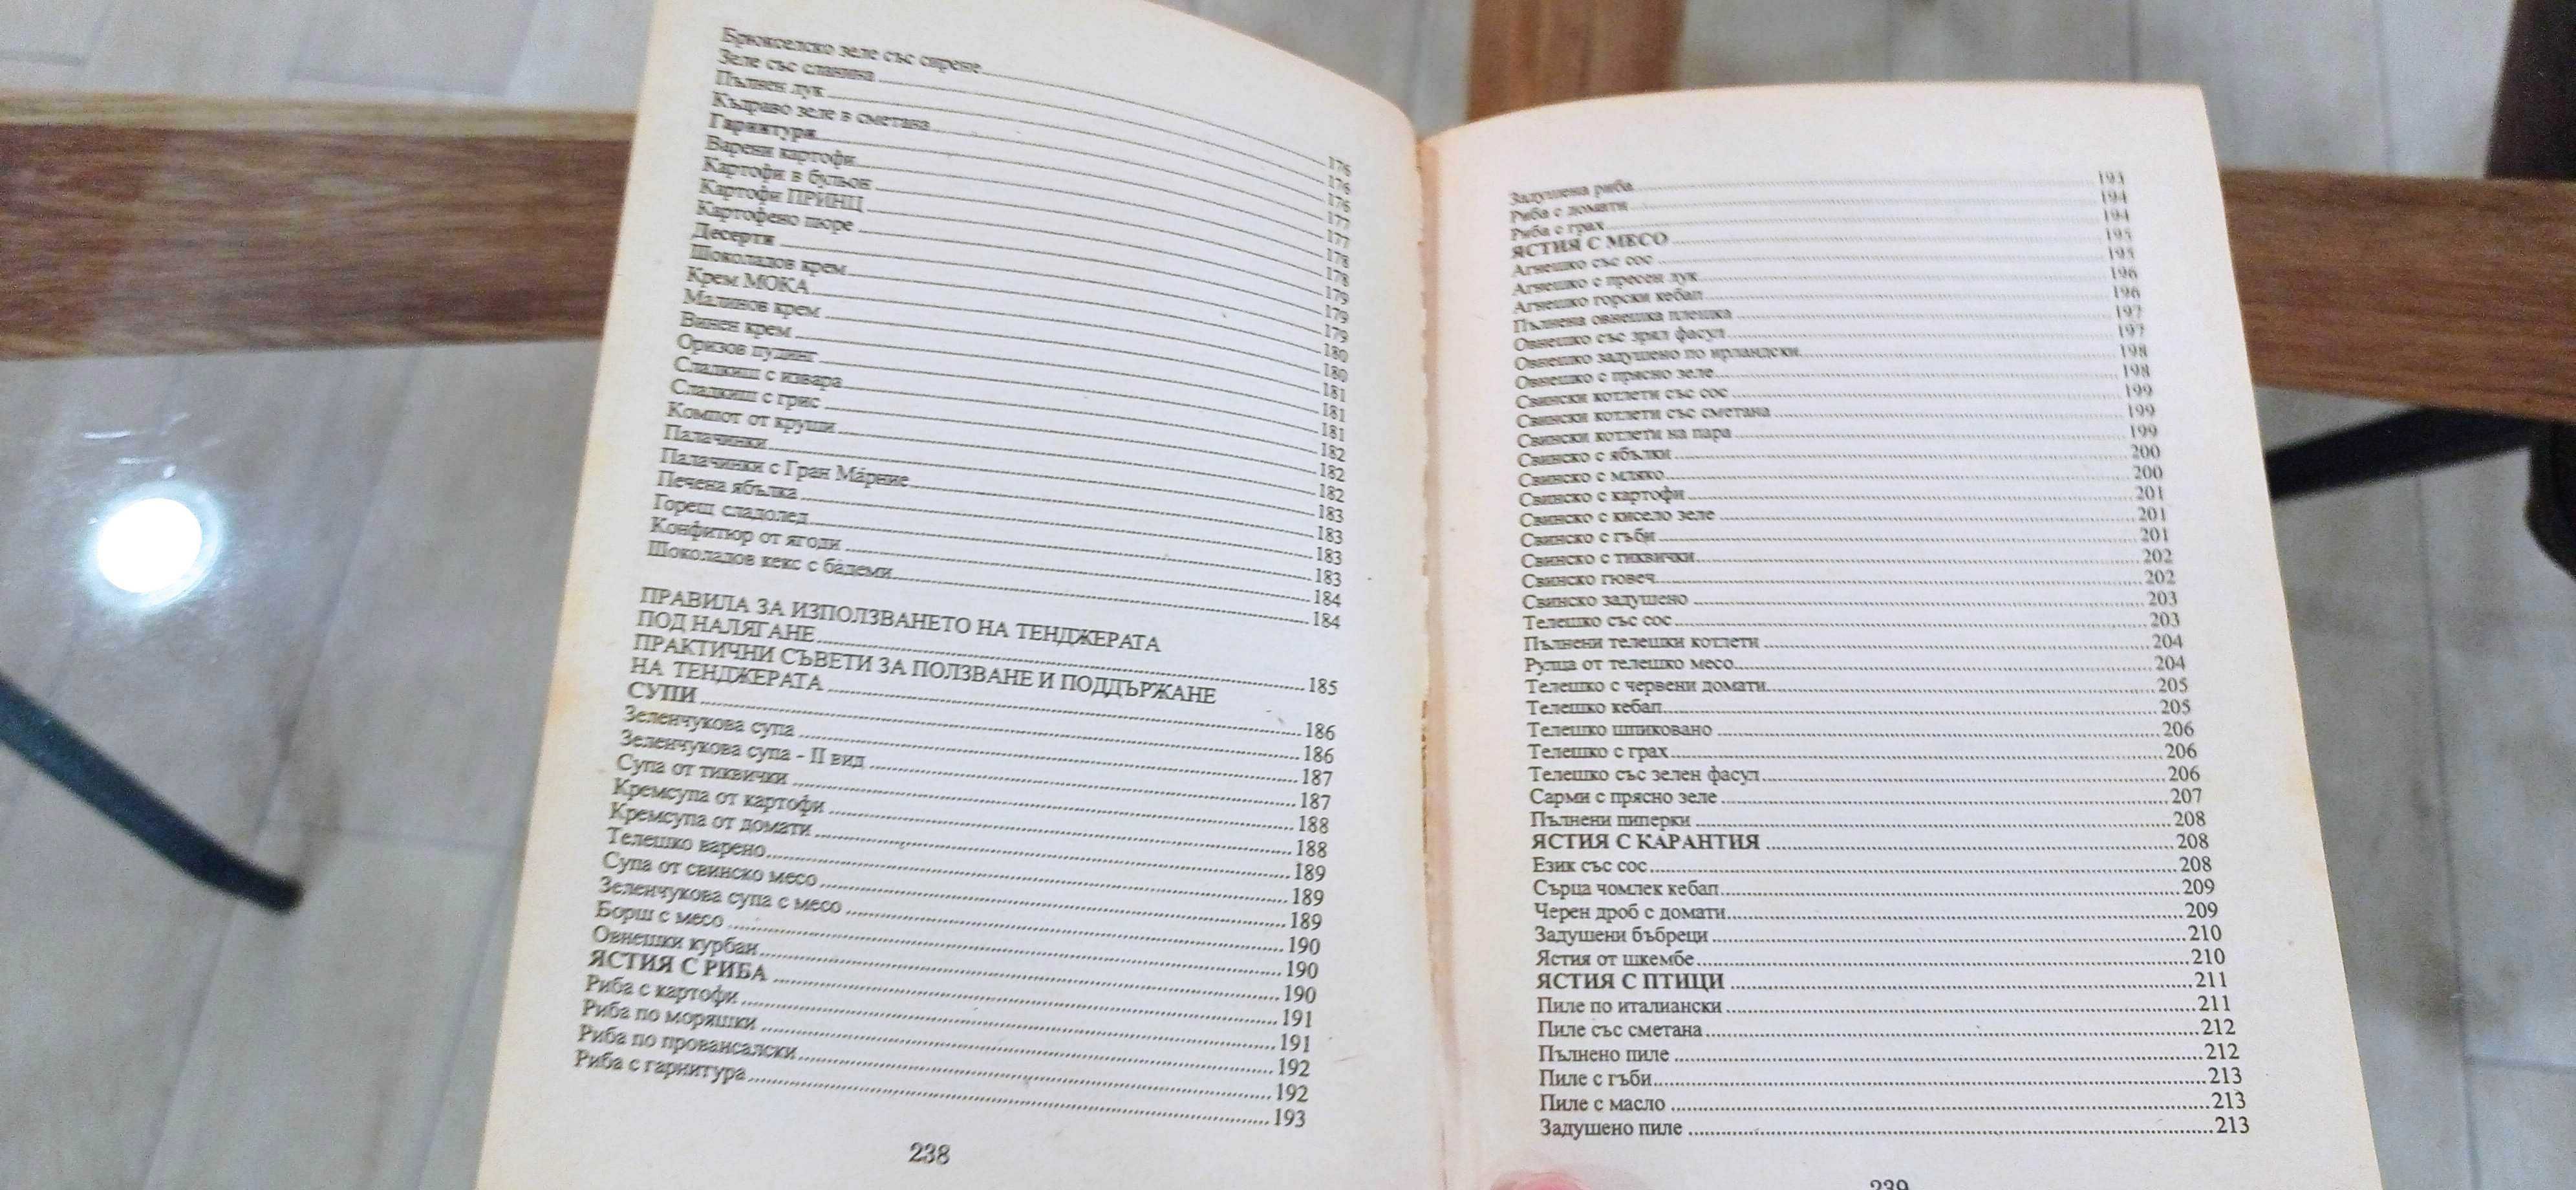 Брюкселско зеле със сирене........176
Зеле със сланина........176
Пълнен лук........176
Къдраво зеле в сметана........177
Гарнитури........177
Варени картофи........178
Картофи в бульон........178
Картофи ПРИНЦ........179
Картофено пюре........179
Десерти........179
Шоколадов крем........180
Крем МОКА........180
Малинов крем........181
Винен крем........181
Оризов пудинг........181
Сладкиш с извара........182
Сладкиш с грис........182
Компот от круши........182
Палачинки........183
Палачинки с Гран Ма́рние........183
Печена ябълка........183
Горещ сладолед........183
Конфитюр от ягоди........184
Шоколадов кекс с бадеми........184
ПРАВИЛА ЗА ИЗПОЛЗВАНЕТО НА ТЕНДЖЕРАТА
ПОД НАЛЯГАНЕ........185
ПРАКТИЧНИ СЪВЕТИ ЗА ПОЛЗВАНЕ И ПОДДЪРЖАНЕ
НА ТЕНДЖЕРАТА........186
СУПИ........186
Зеленчукова супа........187
Зеленчукова супа - II вид........187
Супа от тиквички........188
Кремсупа от картофи........188
Кремсупа от домати........189
Телешко варено........189
Супа от свинско месо........189
Зеленчукова супа с месо........190
Борш с месо........190
Овнешки курбан........190
ЯСТИЯ С РИБА........191
Риба с картофи........191
Риба по моряшки........192
Риба по провансалски........192
Риба с гарнитура........193
238
Задушена риба........193
Риба с домати........194
Риба с грах........194
ЯСТИЯ С МЕСО........195
Агнешко със сос........195
Агнешко с пресен лук........196
Агнешко горски кебап........196
Пълнена овнешка плешка........197
Овнешко със зрял фасул........197
Овнешко задушено по ирландски........198
Овнешко с прясно зеле........198
Свински котлети със сос........199
Свински котлети със сметана........199
Свински котлети на пара........199
Свинско с ябълки........200
Свинско с мляко........200
Свинско с картофи........201
Свинско с кисело зеле........201
Свинско с гъби........201
Свинско с тиквички........202
Свинско гювеч........202
Свинско задушено........203
Телешко със сос........203
Пълнени телешки котлети........204
Рулца от телешко месо........204
Телешко с червени домати........205
Телешко кебап........205
Телешко шпиковано........206
Телешко с грах........206
Телешко със зелен фасул........206
Сарми с прясно зеле........207
Пълнени пиперки........208
ЯСТИЯ С КАРАНТИЯ........208
Език със сос........208
Сърца чомлек кебап........209
Черен дроб с домати........209
Задушени бъбреци........210
Ястия от шкембе........210
ЯСТИЯ С ПТИЦИ........211
Пиле по италиански........211
Пиле със сметана........212
Пълнено пиле........212
Пиле с гъби........213
Пиле с масло........213
Задушено пиле........213
239